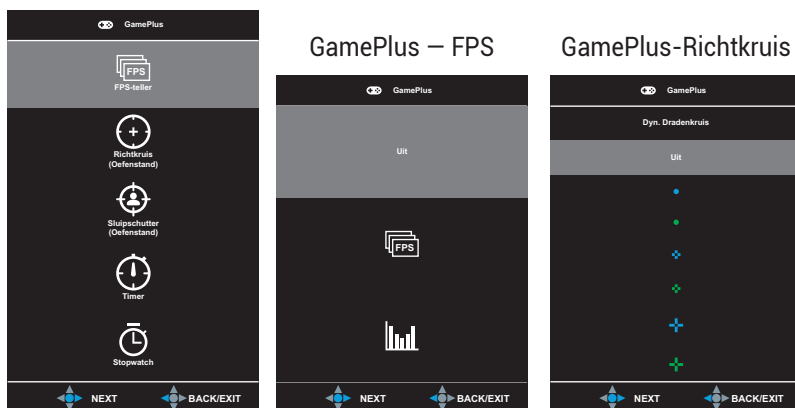 GamePlus
FPS
FPS-teller
Richtkruis
(Oefenstand)
Sluipschutter
(Oefenstand)
Timer
Stopwatch
NEXT BACK/EXIT
GamePlus – FPS
GamePlus
Uit
FPS
NEXT BACK/EXIT
GamePlus-Richtkruis
GamePlus
Dyn. Dradenkruis
Uit
NEXT BACK/EXIT